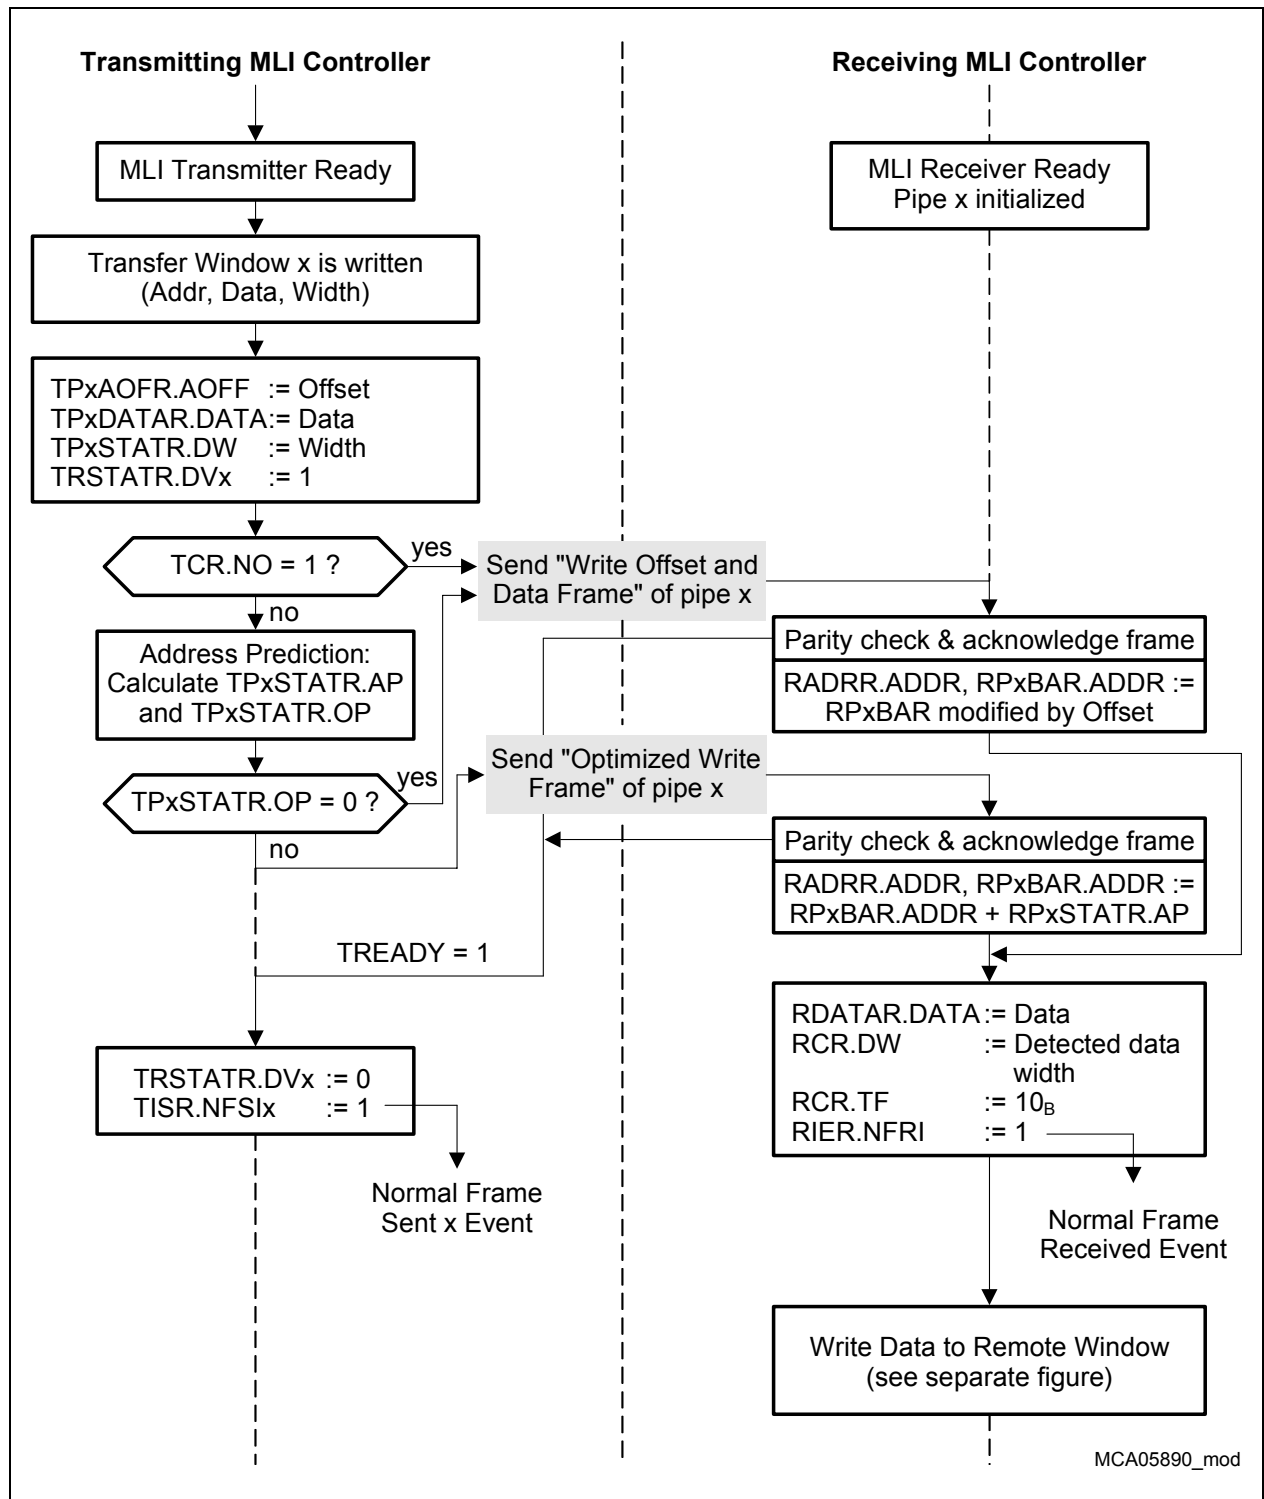 Transmitting MLI Controller
Receiving MLI Controller
MLI Transmitter Ready
MLI Receiver Ready
Pipe x initialized
Transfer Window x is written
(Addr, Data, Width)
TPxAOFR.AOFF := Offset
TPxDATAR.DATA:= Data
TPxSTATR.DW := Width
TRSTATR.DVx := 1
TCR.NO = 1 ?
yes
no
Send "Write Offset and
Data Frame" of pipe x
Address Prediction:
Calculate TPxSTATR.AP
and TPxSTATR.OP
Parity check & acknowledge frame
RADRR.ADDR, RPxBAR.ADDR :=
RPxBAR modified by Offset
TPxSTATR.OP = 0 ?
yes
no
Send "Optimized Write
Frame" of pipe x
Parity check & acknowledge frame
RADRR.ADDR, RPxBAR.ADDR :=
RPxBAR.ADDR + RPxSTATR.AP
TREADY = 1
TRSTATR.DVx := 0
TISR.NFSIx := 1
Normal Frame
Sent x Event
RDATAR.DATA := Data
RCR.DW := Detected data
width
RCR.TF := 10B
RIER.NFRI := 1
Normal Frame
Received Event
Write Data to Remote Window
(see separate figure)
MCA05890_mod